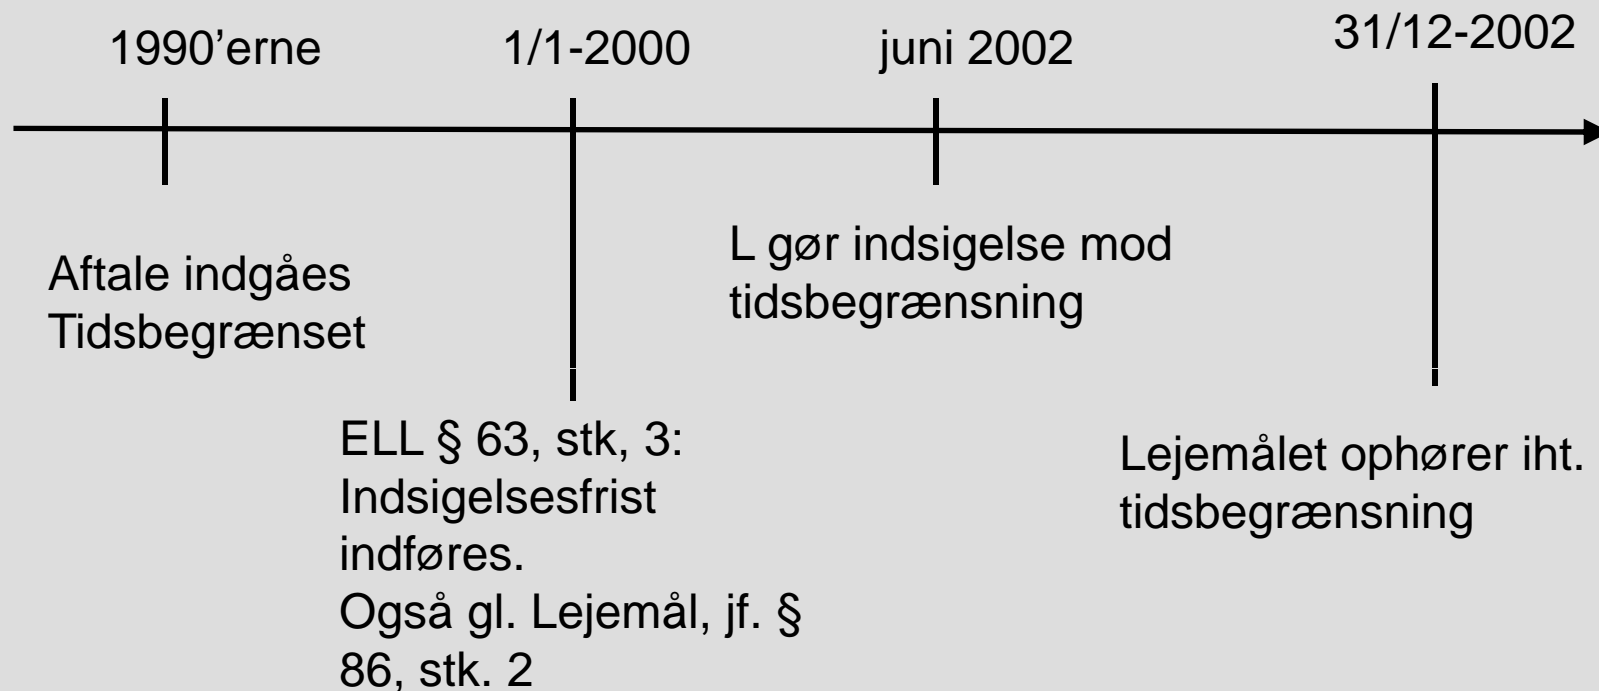 1990’erne
1/1-2000
juni 2002
31/12-2002
Aftale indgåes
Tidsbegrænset
ELL § 63, stk, 3:
Indsigelsesfrist
indføres.
Også gl. Lejemål, jf. §
86, stk. 2
L gør indsigelse mod
tidsbegrænsning
Lejemålet ophører iht.
tidsbegrænsning